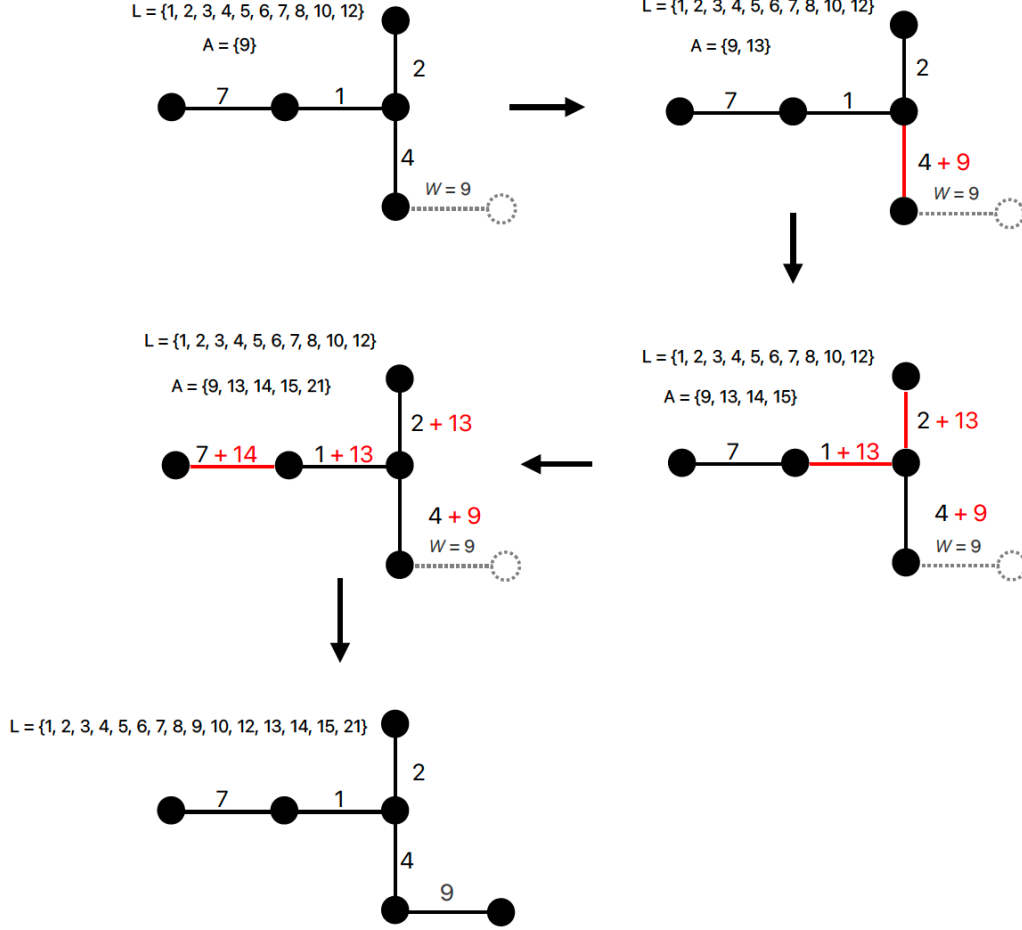 L = {1, 2, 3, 4, 5, 6, 7, 8, 10, 12}
A = {9}
2
7
1
4
W = 9
L = {1, 2, 3, 4, 5, 6, 7, 8, 10, 12}
A = {9, 13}
2
7
1
4 + 9
W = 9
L = {1, 2, 3, 4, 5, 6, 7, 8, 10, 12}
A = {9, 13, 14, 15, 21}
2 + 13
7 + 14
1 + 13
4 + 9
W = 9
L = {1, 2, 3, 4, 5, 6, 7, 8, 10, 12}
A = {9, 13, 14, 15}
2 + 13
7
1 + 13
4 + 9
W = 9
L = {1, 2, 3, 4, 5, 6, 7, 8, 9, 10, 12, 13, 14, 15, 21}
2
7
1
4
9